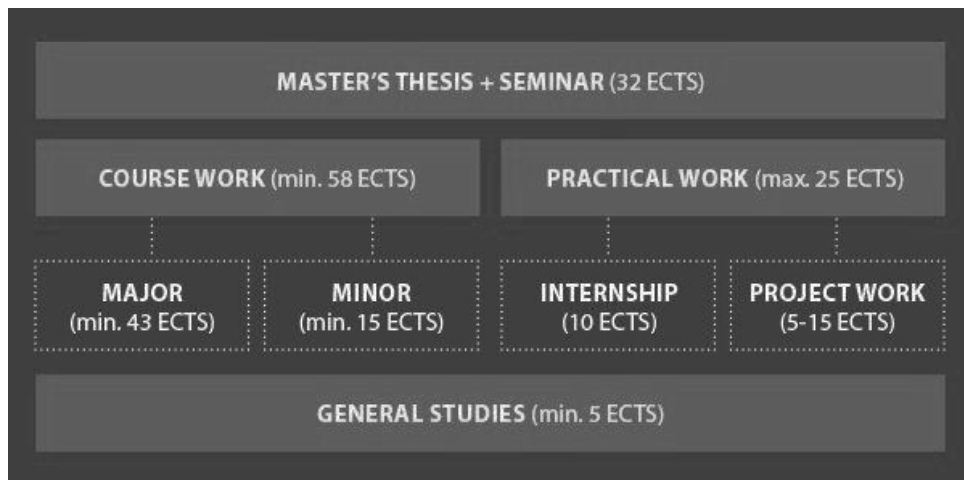 MASTER'S THESIS + SEMINAR (32 ECTS)
COURSE WORK (min. 58 ECTS)
PRACTICAL WORK (max. 25 ECTS)
MAJOR
(min. 43 ECTS)
MINOR
(min. 15 ECTS)
INTERNSHIP
(10 ECTS)
PROJECT WORK
(5-15 ECTS)
GENERAL STUDIES (min. 5 ECTS)